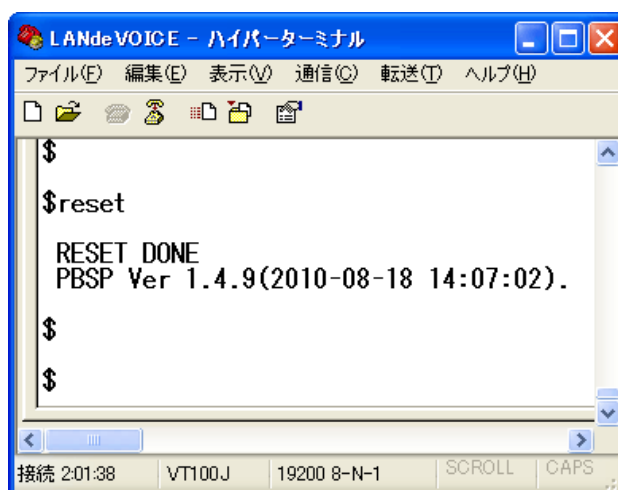 LANdeVOICE - ハイパーターミナル
ファイル(F) 編集(E) 表示(V) 通信(C) 転送(T) ヘルプ(H)
$
$reset
RESET DONE
PBSP Ver 1.4.9(2010-08-18 14:07:02).
$
$
接続 2:01:38 VT100J 19200 8-N-1 SCROLL CAPS